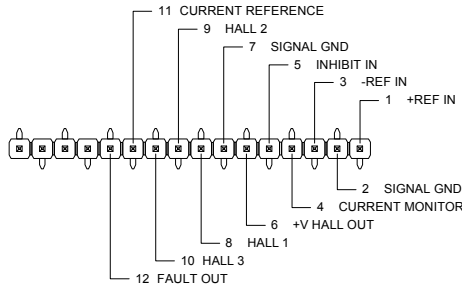 11 CURRENT REFERENCE
9 HALL 2
7 SIGNAL GND
5 INHIBIT IN
3 -REF IN
1 +REF IN
2 SIGNAL GND
4 CURRENT MONITOR
6 +V HALL OUT
8 HALL 1
10 HALL 3
12 FAULT OUT